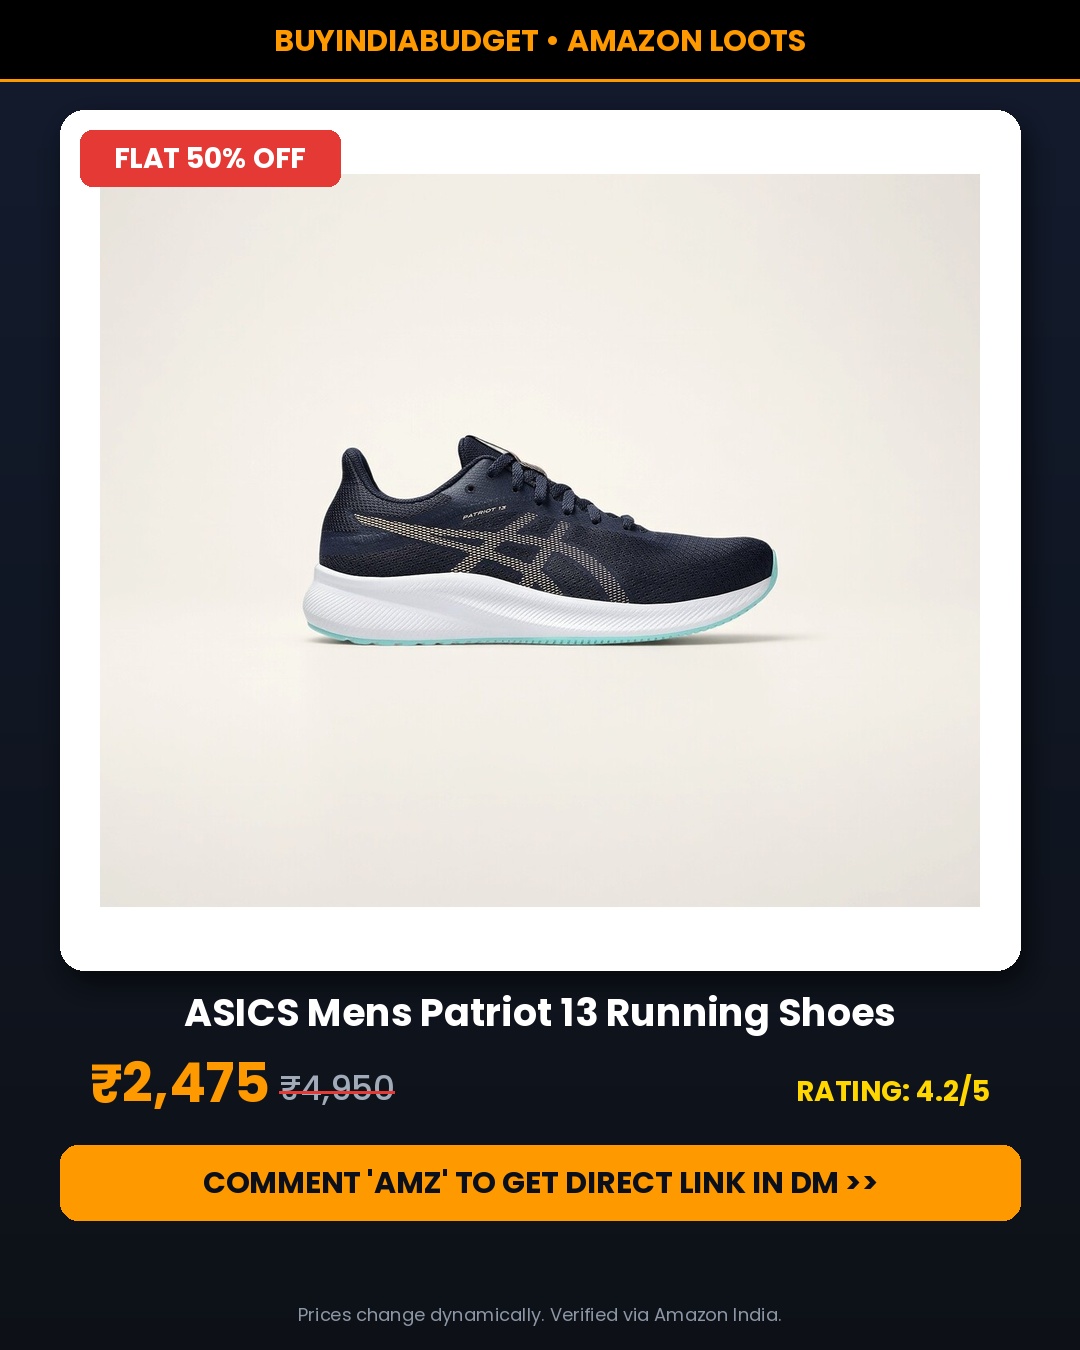 BUYINDIABUDGET • AMAZON LOOTS
FLAT 50% OFF
PATRIOT 13
ASICS Mens Patriot 13 Running Shoes
₹2,475 ₹4,950
RATING: 4.2/5
COMMENT 'AMZ' TO GET DIRECT LINK IN DM >>
Prices change dynamically. Verified via Amazon India.